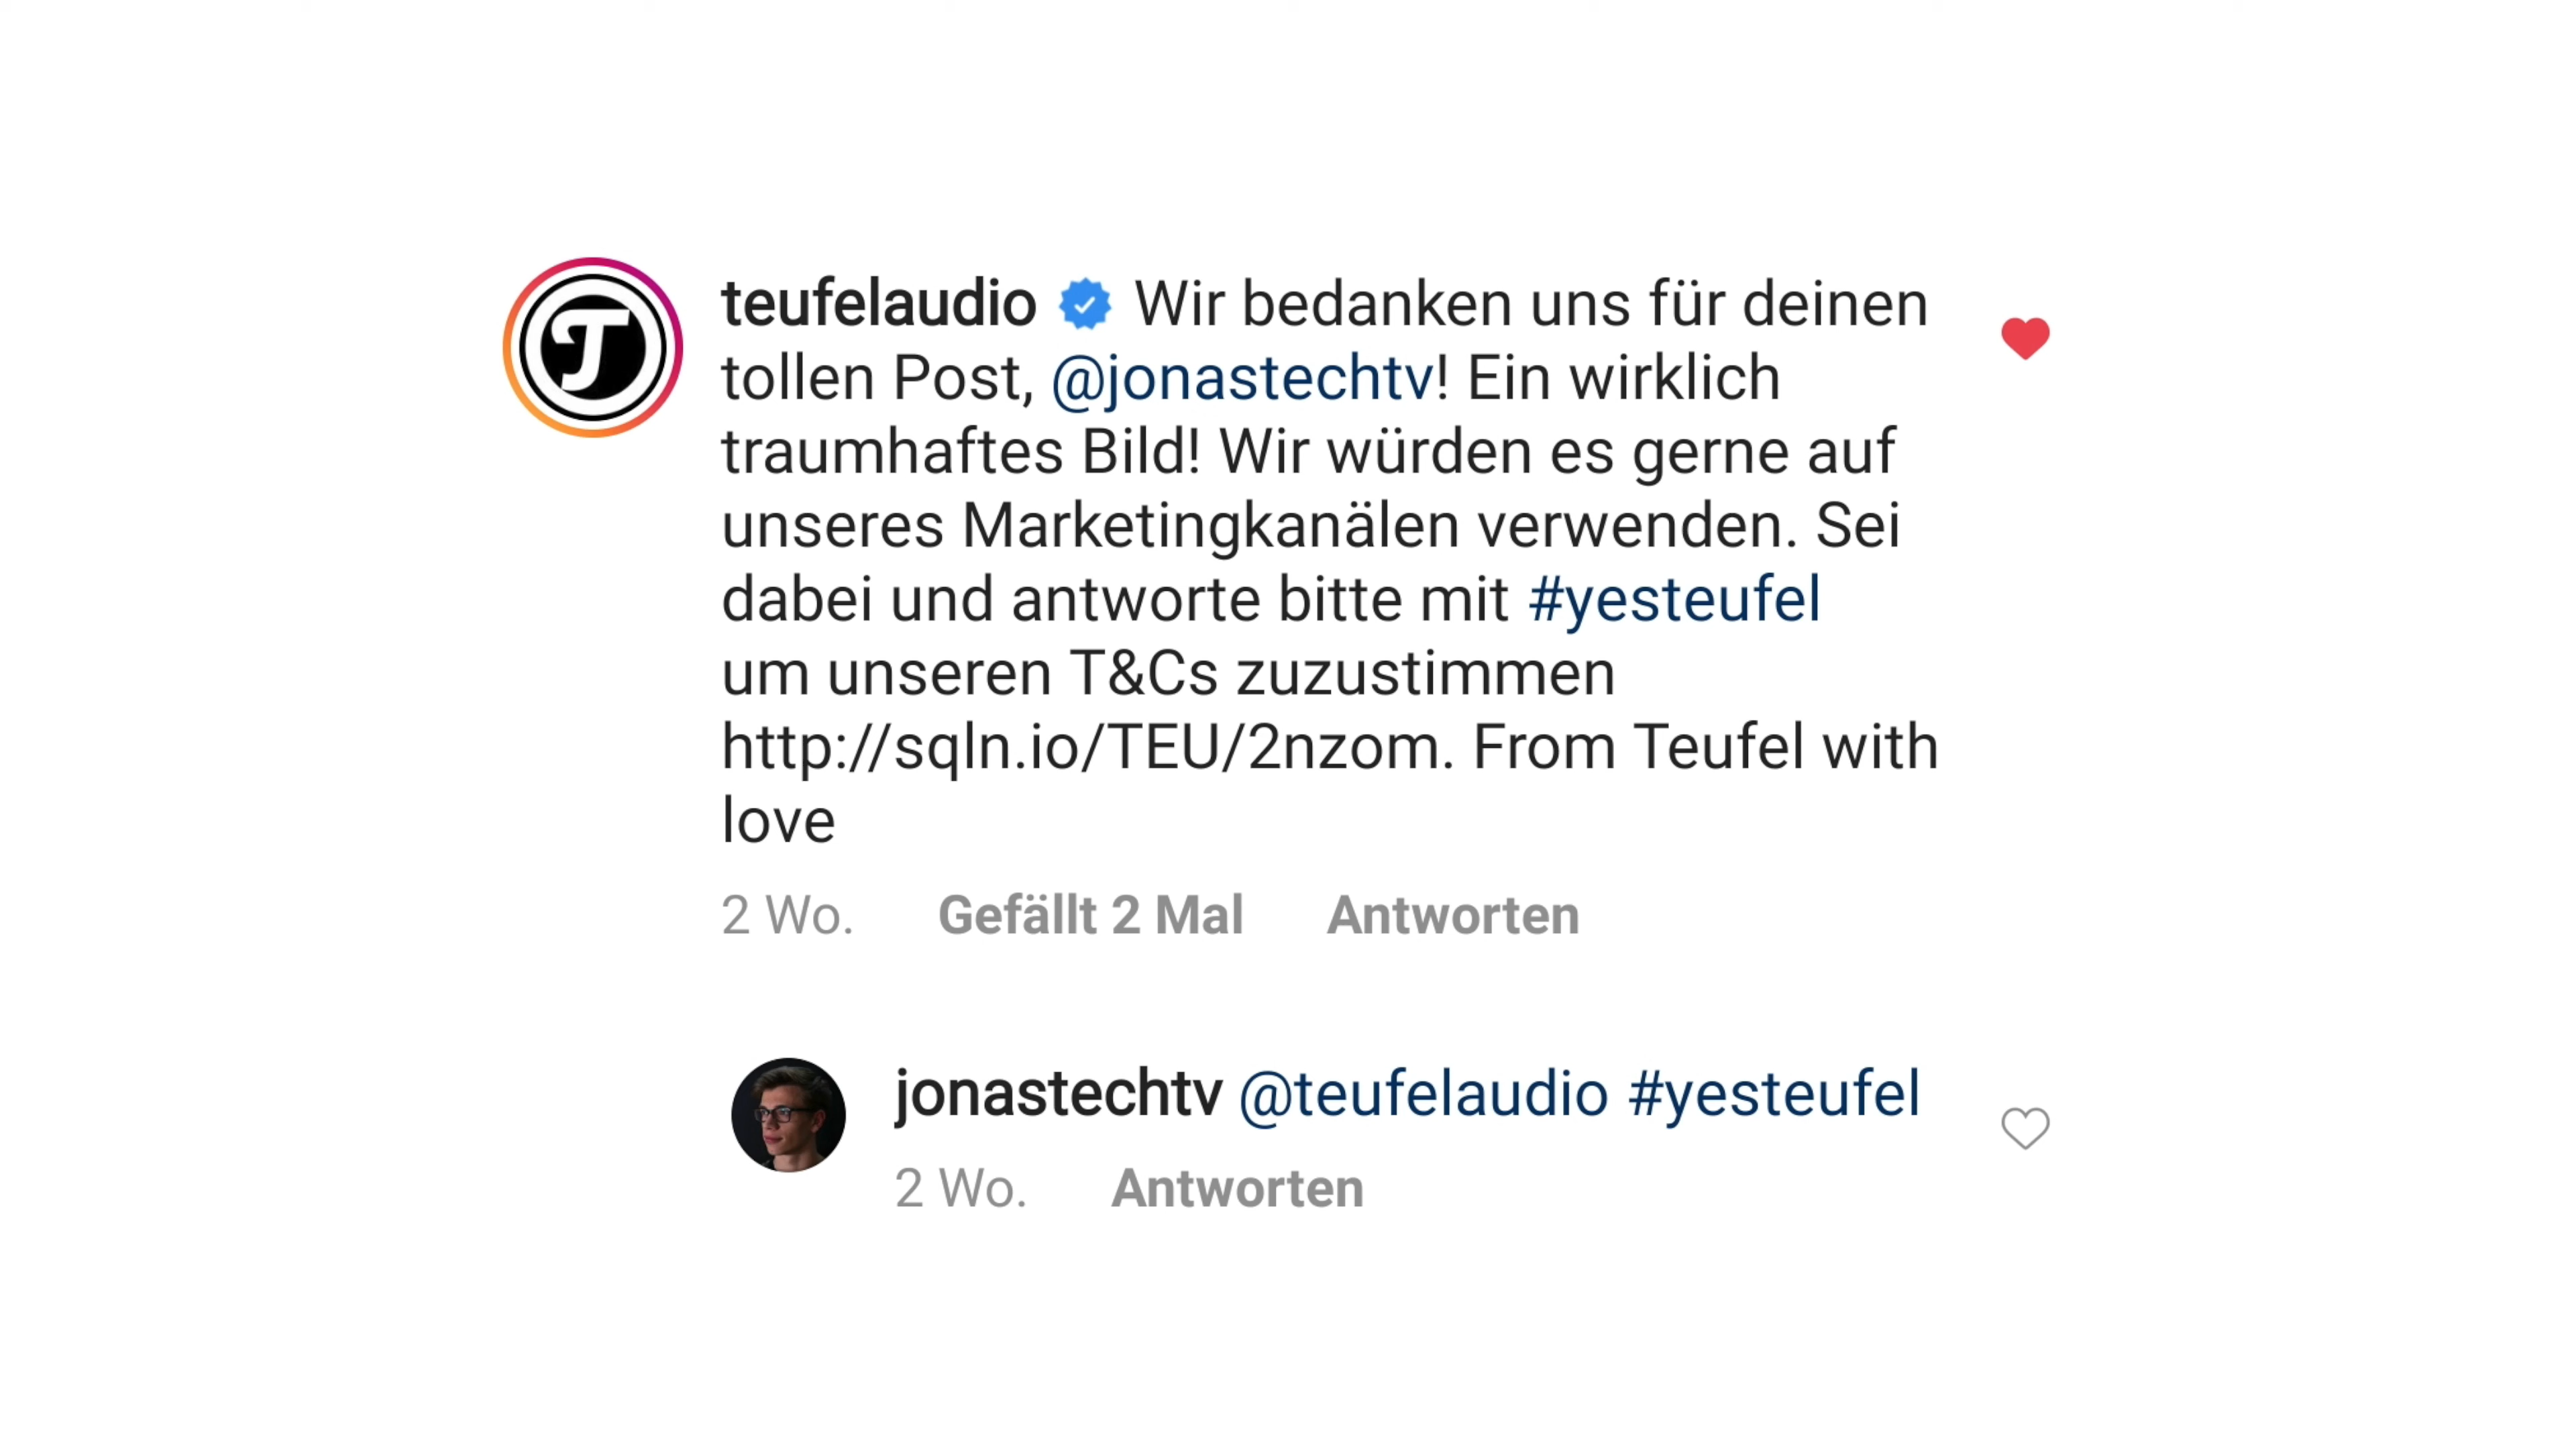 teufelaudio Wir bedanken uns für deinen
tollen Post, @jonastechtv! Ein wirklich
traumhaftes Bild! Wir würden es gerne auf
unseres Marketingkanälen verwenden. Sei
dabei und antworte bitte mit #yesteufel
um unseren T&Cs zuzustimmen
http://sqln.io/TEU/2nzom. From Teufel with
love
2 Wo. Gefällt 2 Mal Antworten
jonastechtv @teufelaudio #yesteufel
2 Wo. Antworten